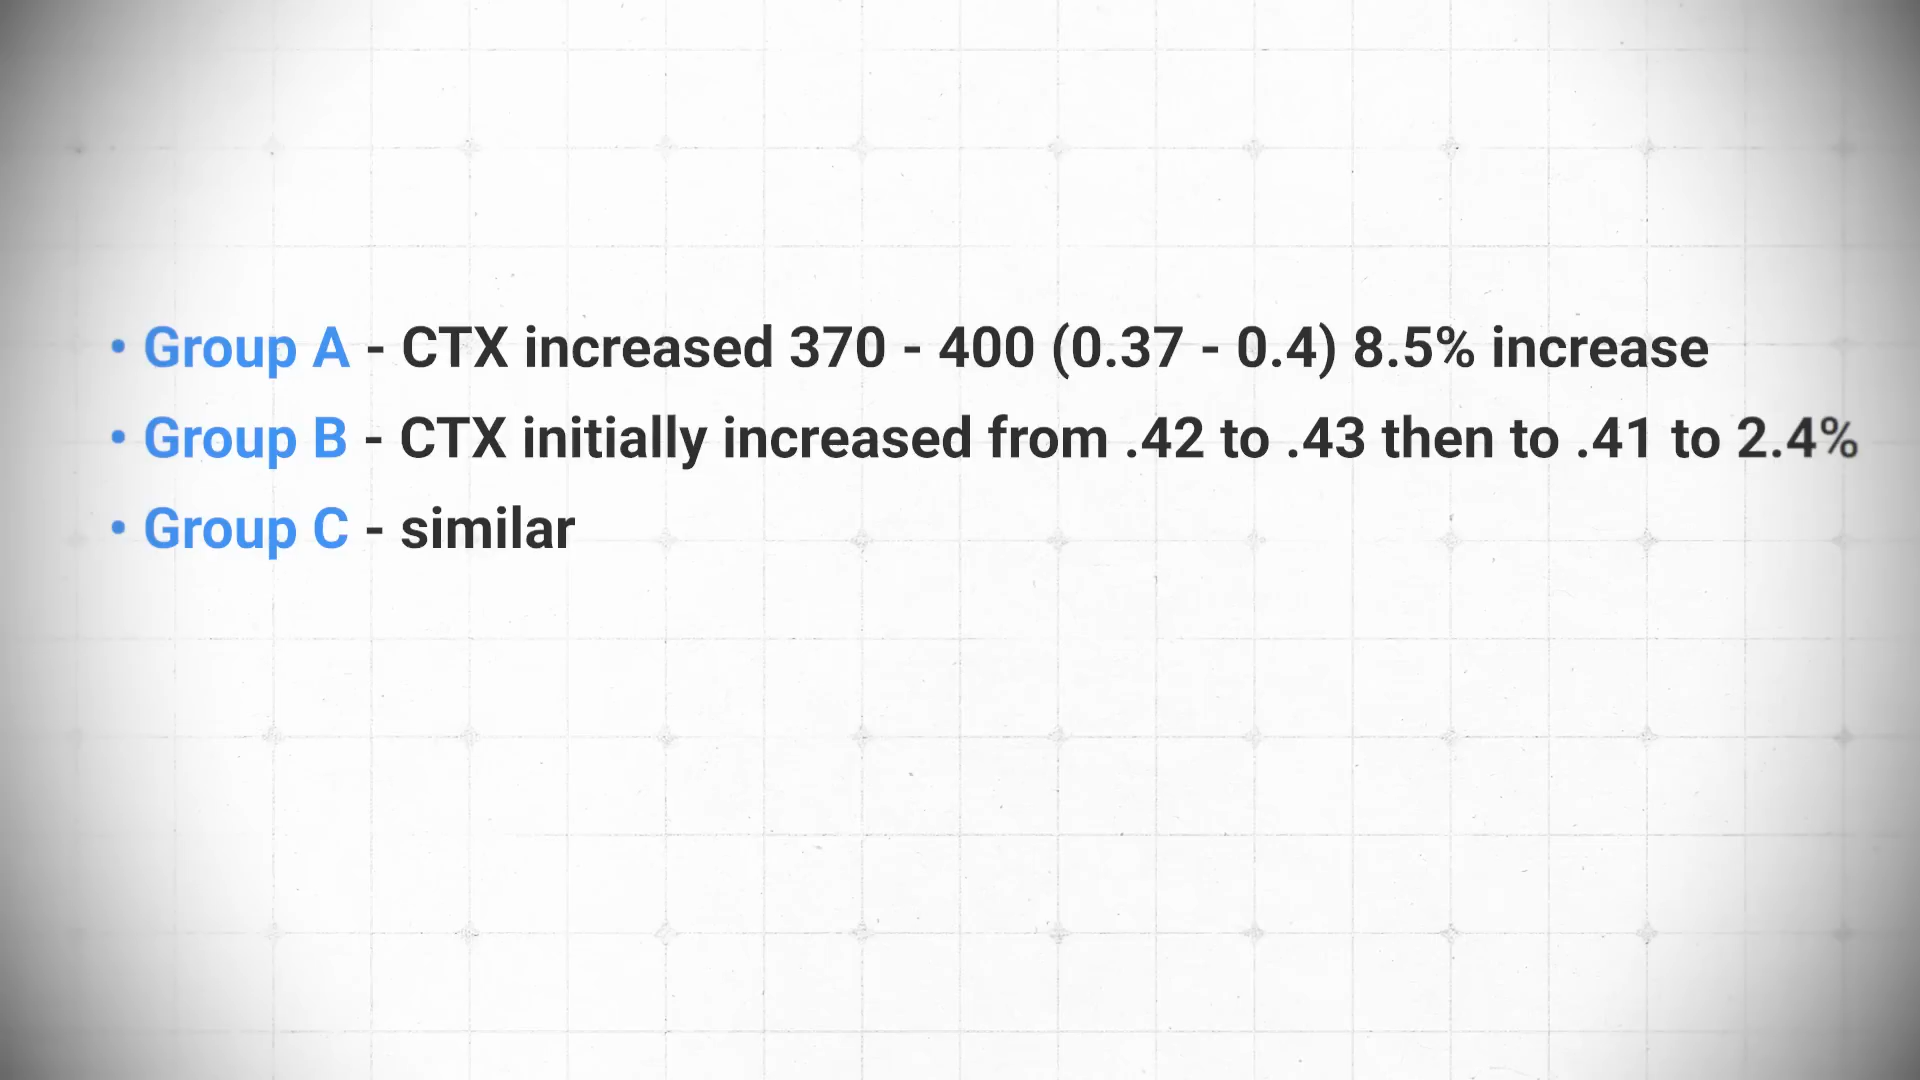 • Group A - CTX increased 370 - 400 (0.37 - 0.4) 8.5% increase
• Group B - CTX initially increased from .42 to .43 then to .41 to 2.4%
• Group C - similar